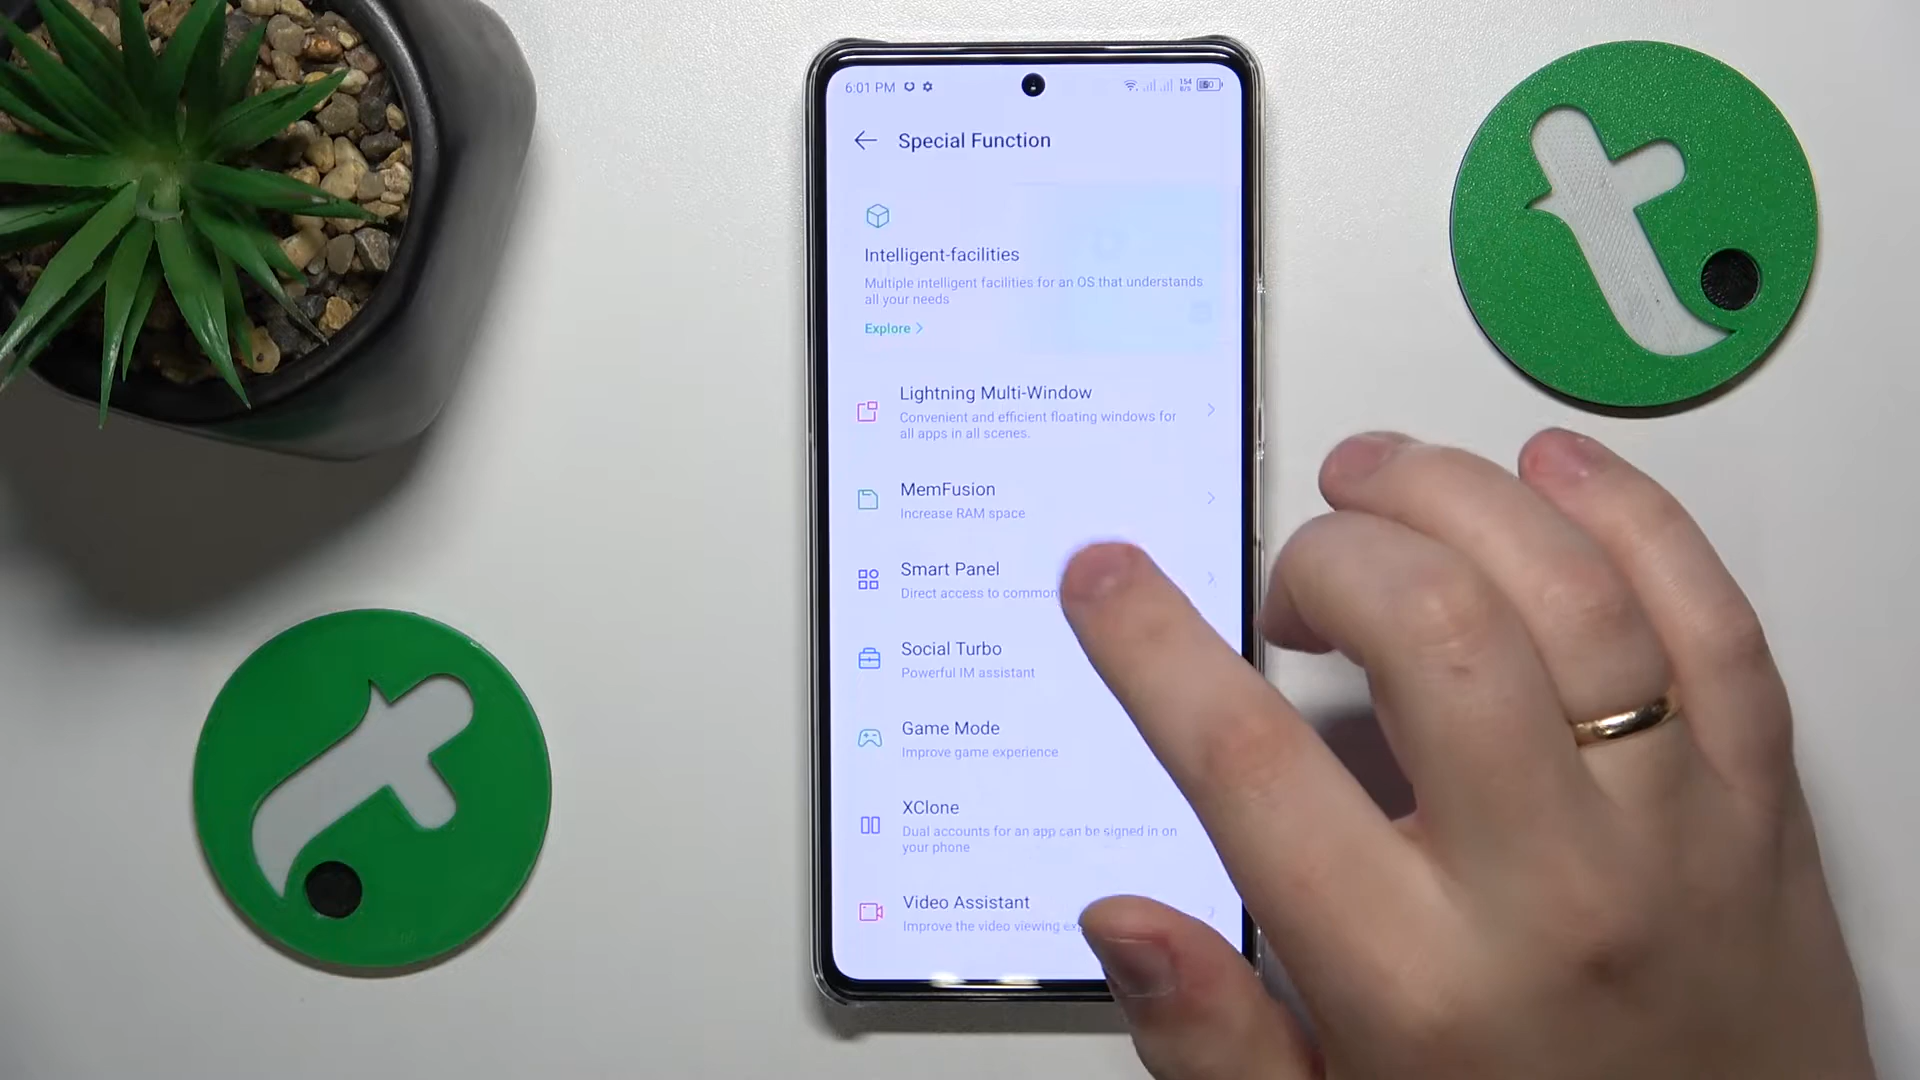 6:01 PM
154
B/S
Special Function
Intelligent-facilities
Multiple intelligent facilities for an OS that understands
all your needs
Explore >
Lightning Multi-Window
Convenient and efficient floating windows for
all apps in all scenes.
MemFusion
Increase RAM space
Smart Panel
Direct access to common
Social Turbo
Powerful IM assistant
Game Mode
Improve game experience
XClone
Dual accounts for an app can be signed in on
your phone
Video Assistant
Improve the video viewing